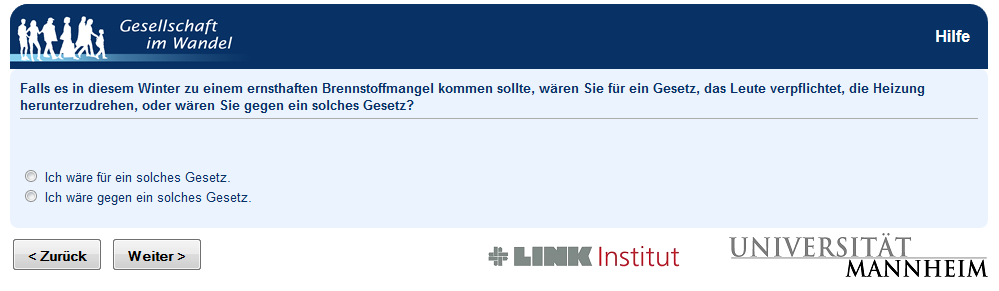 Gesellschaft
im Wandel
Hilfe
Falls es in diesem Winter zu einem ernsthaften Brennstoffmangel kommen sollte, wären Sie für ein Gesetz, das Leute verpflichtet, die Heizung
herunterzudrehen, oder wären Sie gegen ein solches Gesetz?
Ich wäre für ein solches Gesetz.
Ich wäre gegen ein solches Gesetz.
< Zurück
Weiter >
LINK Institut
UNIVERSITÄT
MANNHEIM